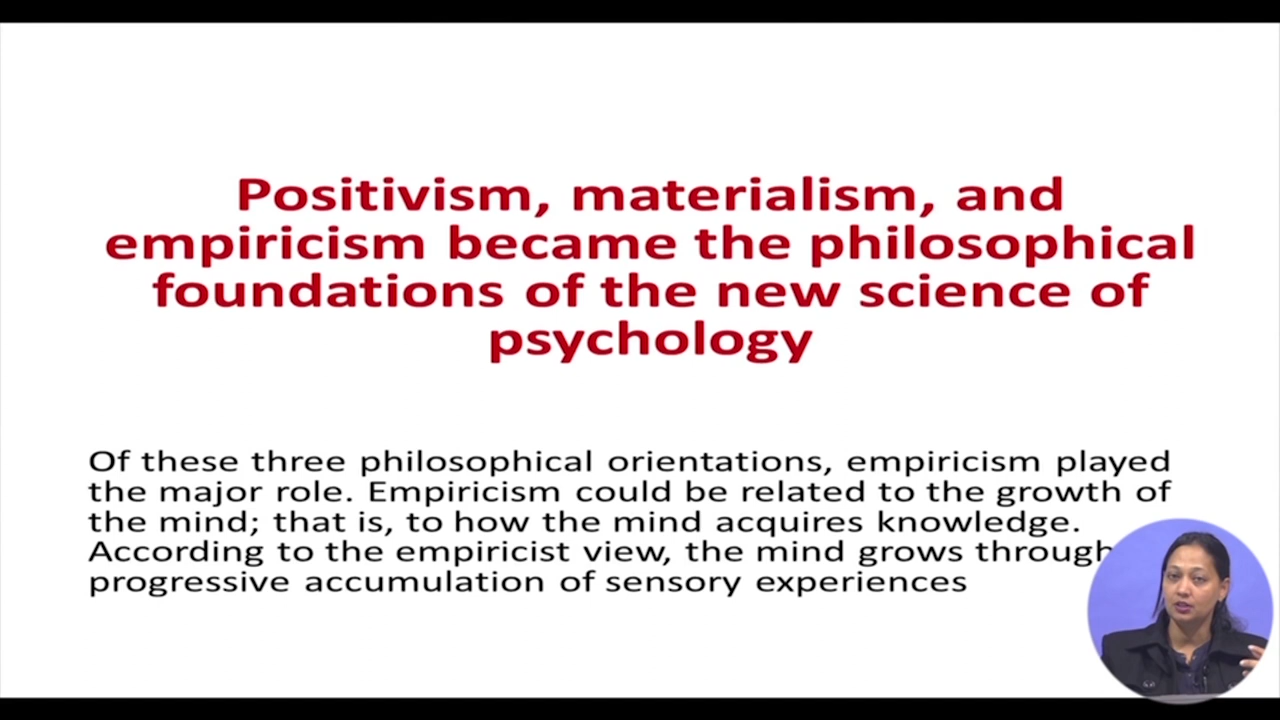 Positivism, materialism, and
empiricism became the philosophical
foundations of the new science of
psychology
Of these three philosophical orientations, empiricism played
the major role. Empiricism could be related to the growth of
the mind; that is, to how the mind acquires knowledge.
According to the empiricist view, the mind grows through
progressive accumulation of sensory experiences